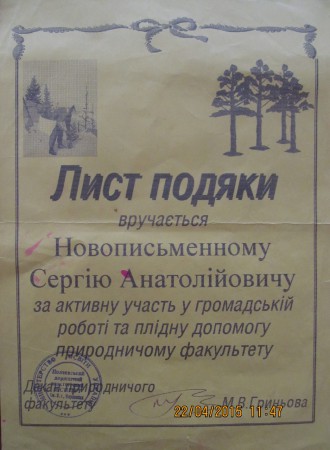 Лист подяки
вручається
Новописьменному
Сергію Анатолійовичу
за активну участь у громадській
роботі та плідну допомогу
природничому факультету
Декан природничого
факультету
М.В.Гриньова
22/04/2015 11:47